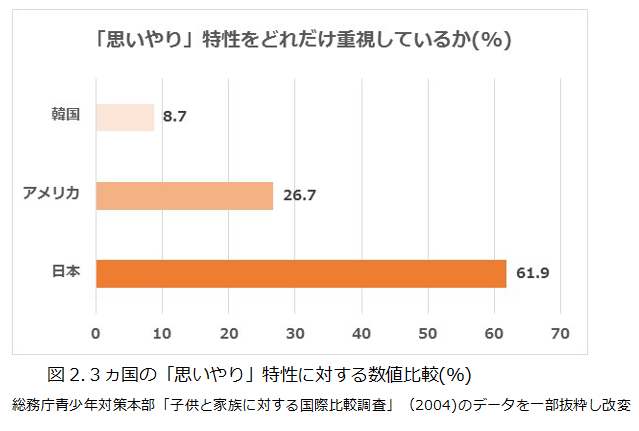 「思いやり」特性をどれだけ重視しているか(%)
韓国 8.7
アメリカ 26.7
日本 61.9
0 10 20 30 40 50 60 70
図２.３ヵ国の「思いやり」特性に対する数値比較(%)
総務庁青少年対策本部「子供と家族に対する国際比較調査」（2004)のデータを一部抜粋し改変